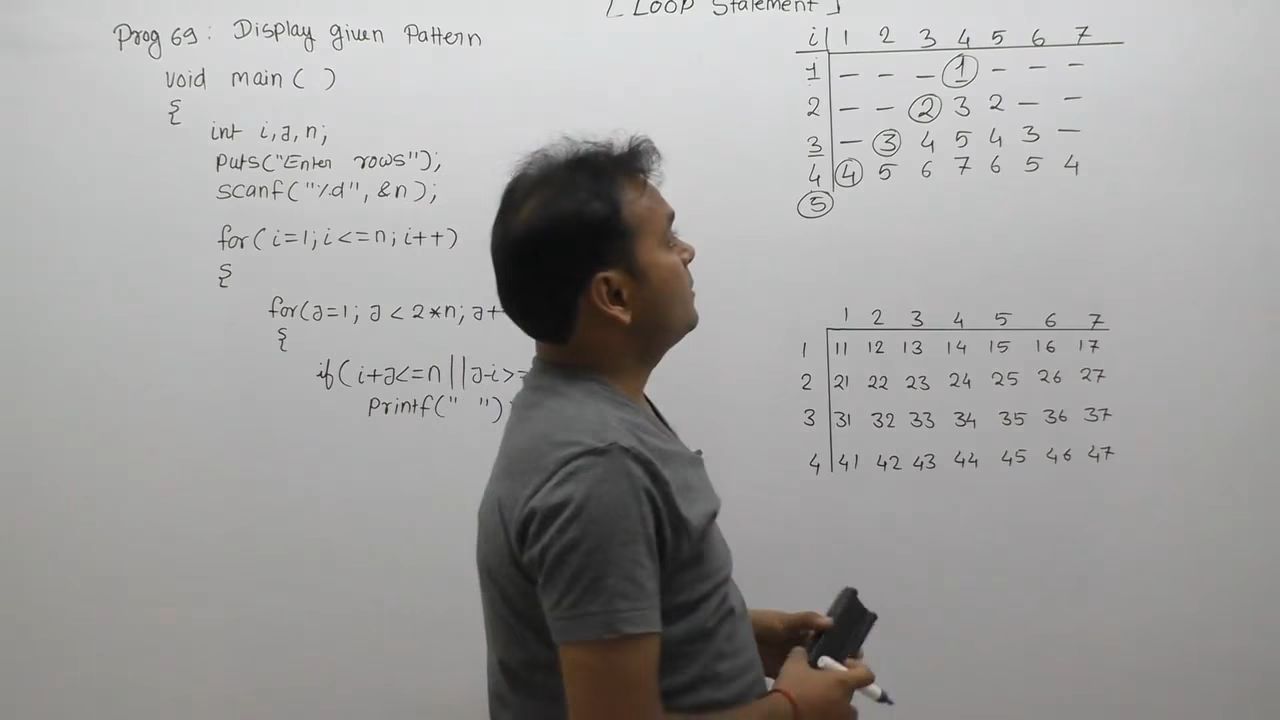 [ LOOP Statement ]
Prog 69: Display given Pattern
void main( )
{
int i,J,n;
puts("Enter rows");
scanf("%d", &n);
for(i=1;i<=n;i++)
{
for(J=1; J < 2*n; J+
{
if(i+J<=n||J-i>=
Printf(" ")
i 1 2 3 4 5 6 7
1 - - - 1 - - -
2 - - 2 3 2 - -
3 - 3 4 5 4 3 -
4 4 5 6 7 6 5 4
5
1 2 3 4 5 6 7
1 11 12 13 14 15 16 17
2 21 22 23 24 25 26 27
3 31 32 33 34 35 36 37
4 41 42 43 44 45 46 47